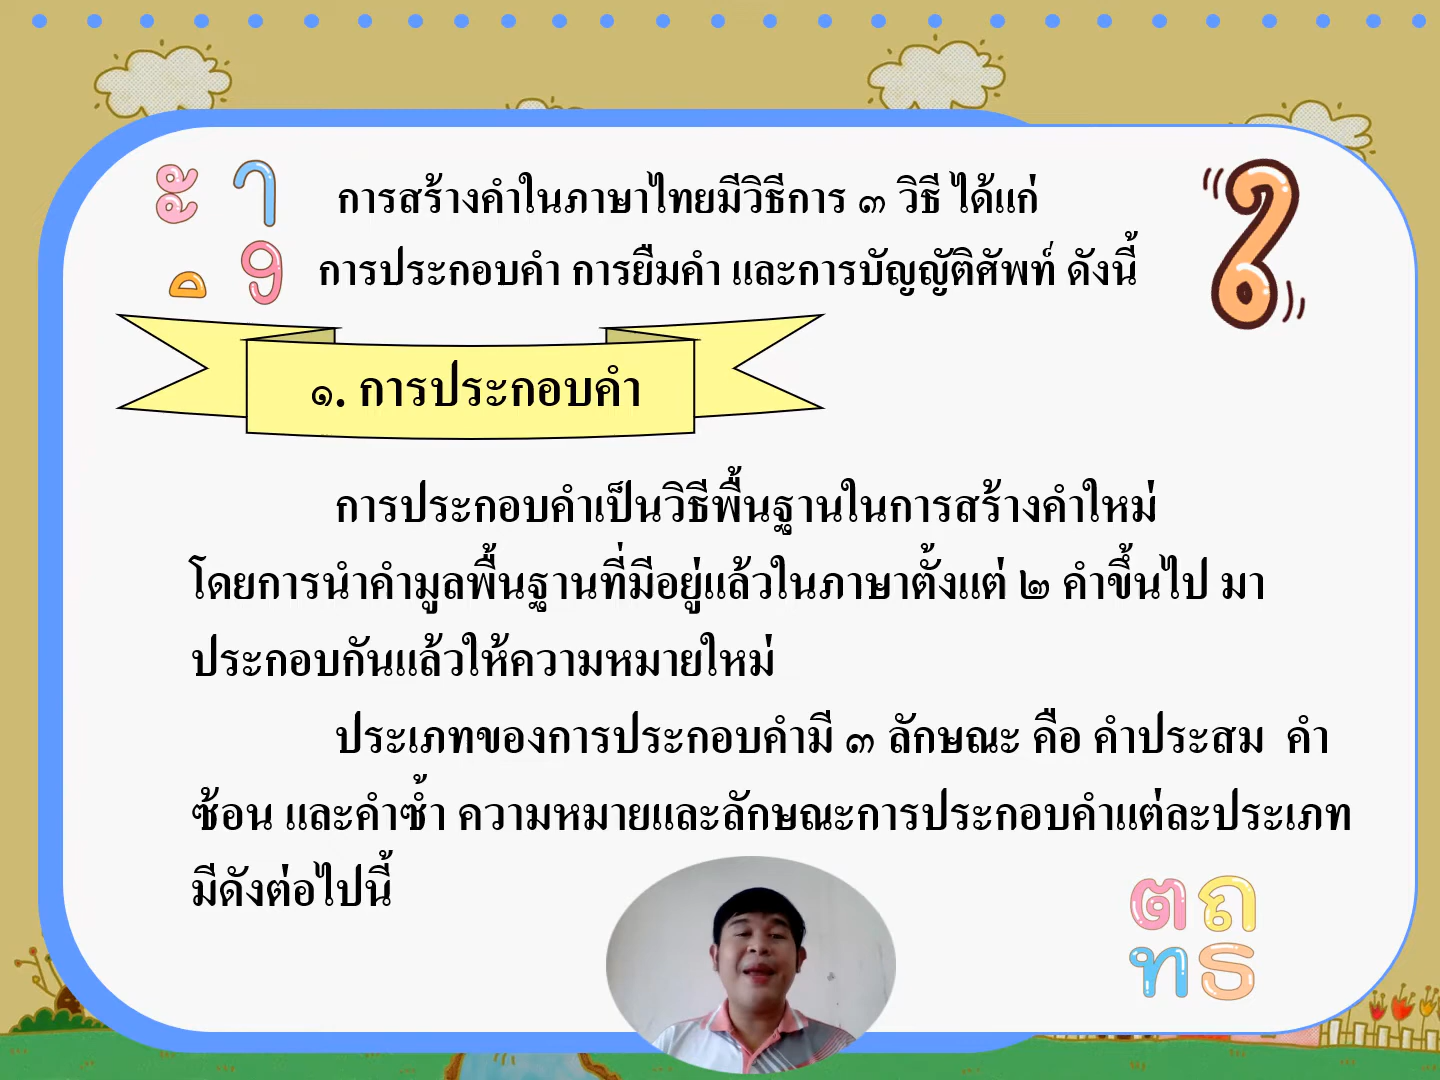 การสร้างคำในภาษาไทยมีวิธีการ ๓ วิธี ได้แก่
การประกอบคำ การยืมคำ และการบัญญัติศัพท์ ดังนี้
๑. การประกอบคำ
การประกอบคำเป็นวิธีพื้นฐานในการสร้างคำใหม่
โดยการนำคำมูลพื้นฐานที่มีอยู่แล้วในภาษาตั้งแต่ ๒ คำขึ้นไป มา
ประกอบกันแล้วให้ความหมายใหม่
ประเภทของการประกอบคำมี ๓ ลักษณะ คือ คำประสม คำ
ซ้อน และคำซ้ำ ความหมายและลักษณะการประกอบคำแต่ละประเภท
มีดังต่อไปนี้
ต ถ
ท ธ